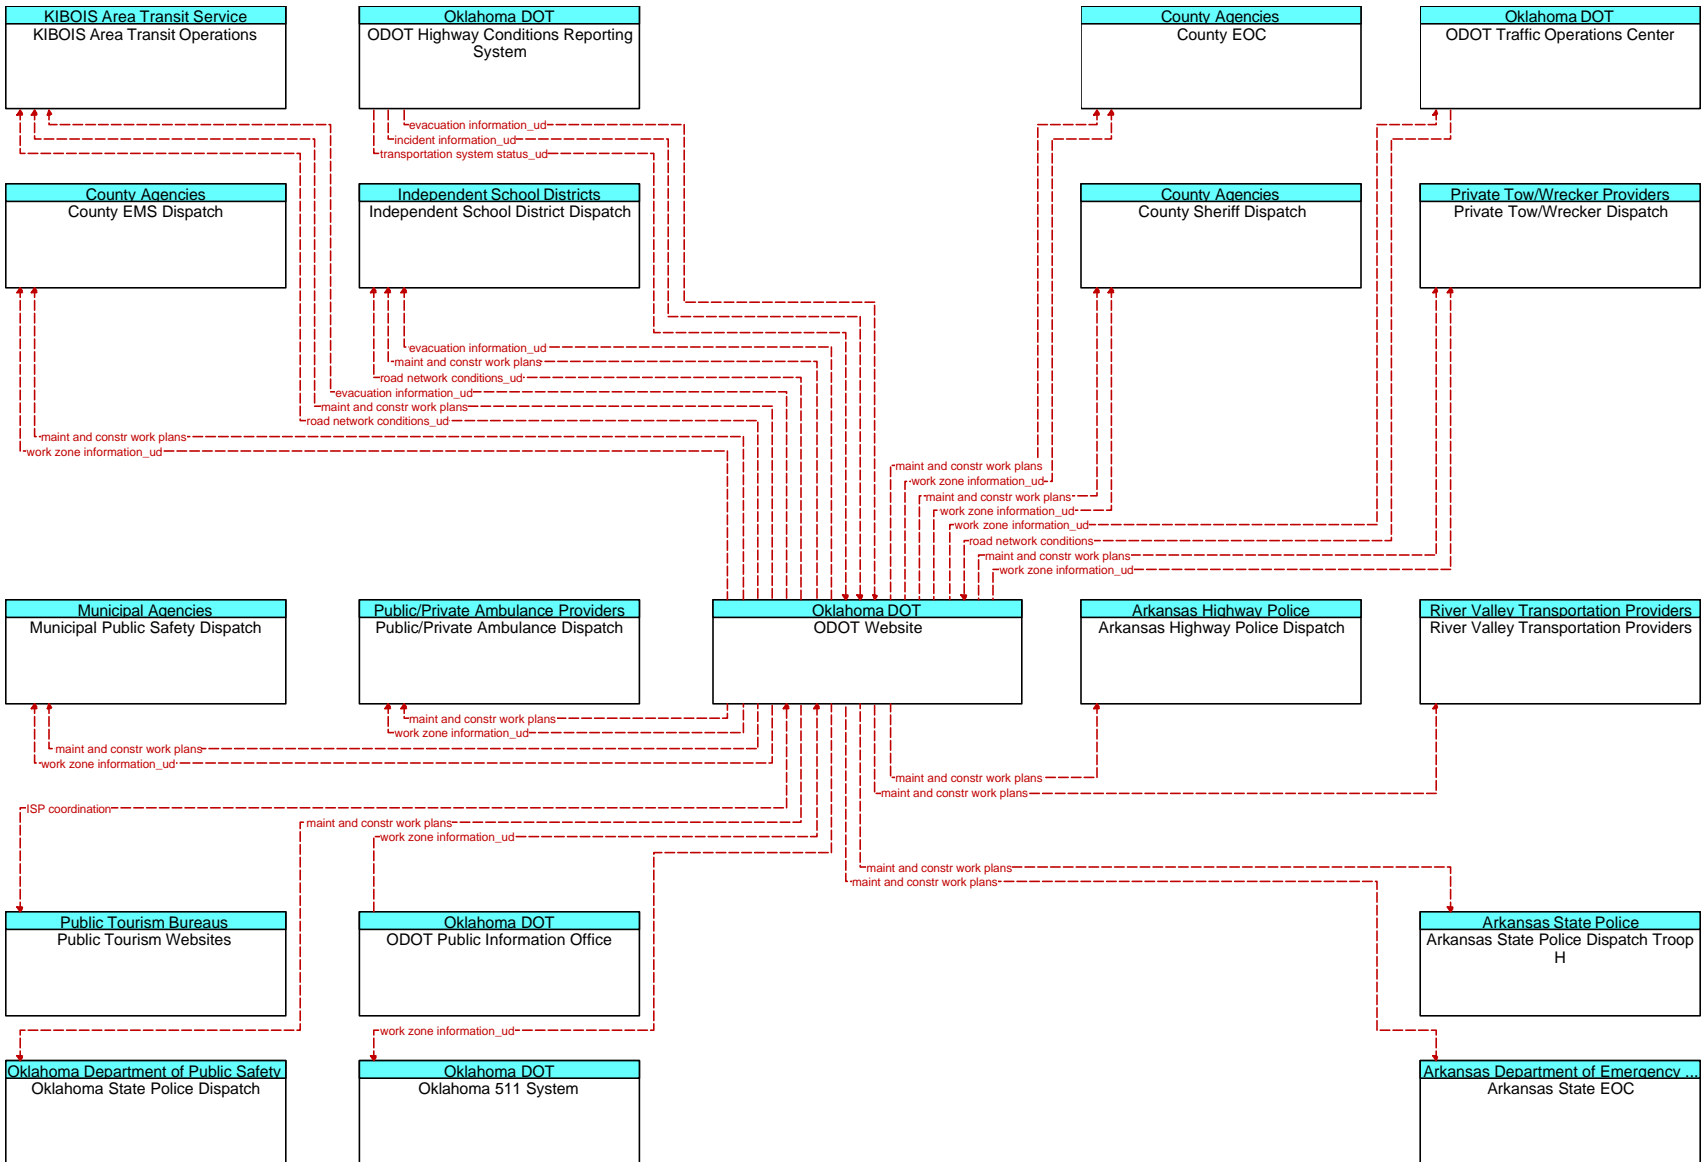 KIBOIS Area Transit Service
KIBOIS Area Transit Operations
Oklahoma DOT
ODOT Highway Conditions Reporting
System
County Agencies
County EOC
Oklahoma DOT
ODOT Traffic Operations Center
evacuation information_ud
incident information_ud
transportation system status_ud
County Agencies
County EMS Dispatch
Independent School Districts
Independent School District Dispatch
County Agencies
County Sheriff Dispatch
Private Tow/Wrecker Providers
Private Tow/Wrecker Dispatch
evacuation information_ud
maint and constr work plans
road network conditions_ud
evacuation information_ud
maint and constr work plans
road network conditions_ud
maint and constr work plans
work zone information_ud
maint and constr work plans
work zone information_ud
maint and constr work plans
work zone information_ud
work zone information_ud
road network conditions
maint and constr work plans
work zone information_ud
Municipal Agencies
Municipal Public Safety Dispatch
Public/Private Ambulance Providers
Public/Private Ambulance Dispatch
Oklahoma DOT
ODOT Website
Arkansas Highway Police
Arkansas Highway Police Dispatch
River Valley Transportation Providers
River Valley Transportation Providers
maint and constr work plans
work zone information_ud
maint and constr work plans
work zone information_ud
maint and constr work plans
maint and constr work plans
ISP coordination
maint and constr work plans
work zone information_ud
maint and constr work plans
maint and constr work plans
Public Tourism Bureaus
Public Tourism Websites
Oklahoma DOT
ODOT Public Information Office
Arkansas State Police
Arkansas State Police Dispatch Troop
H
work zone information_ud
Oklahoma Department of Public Safety
Oklahoma State Police Dispatch
Oklahoma DOT
Oklahoma 511 System
Arkansas Department of Emergency ...
Arkansas State EOC